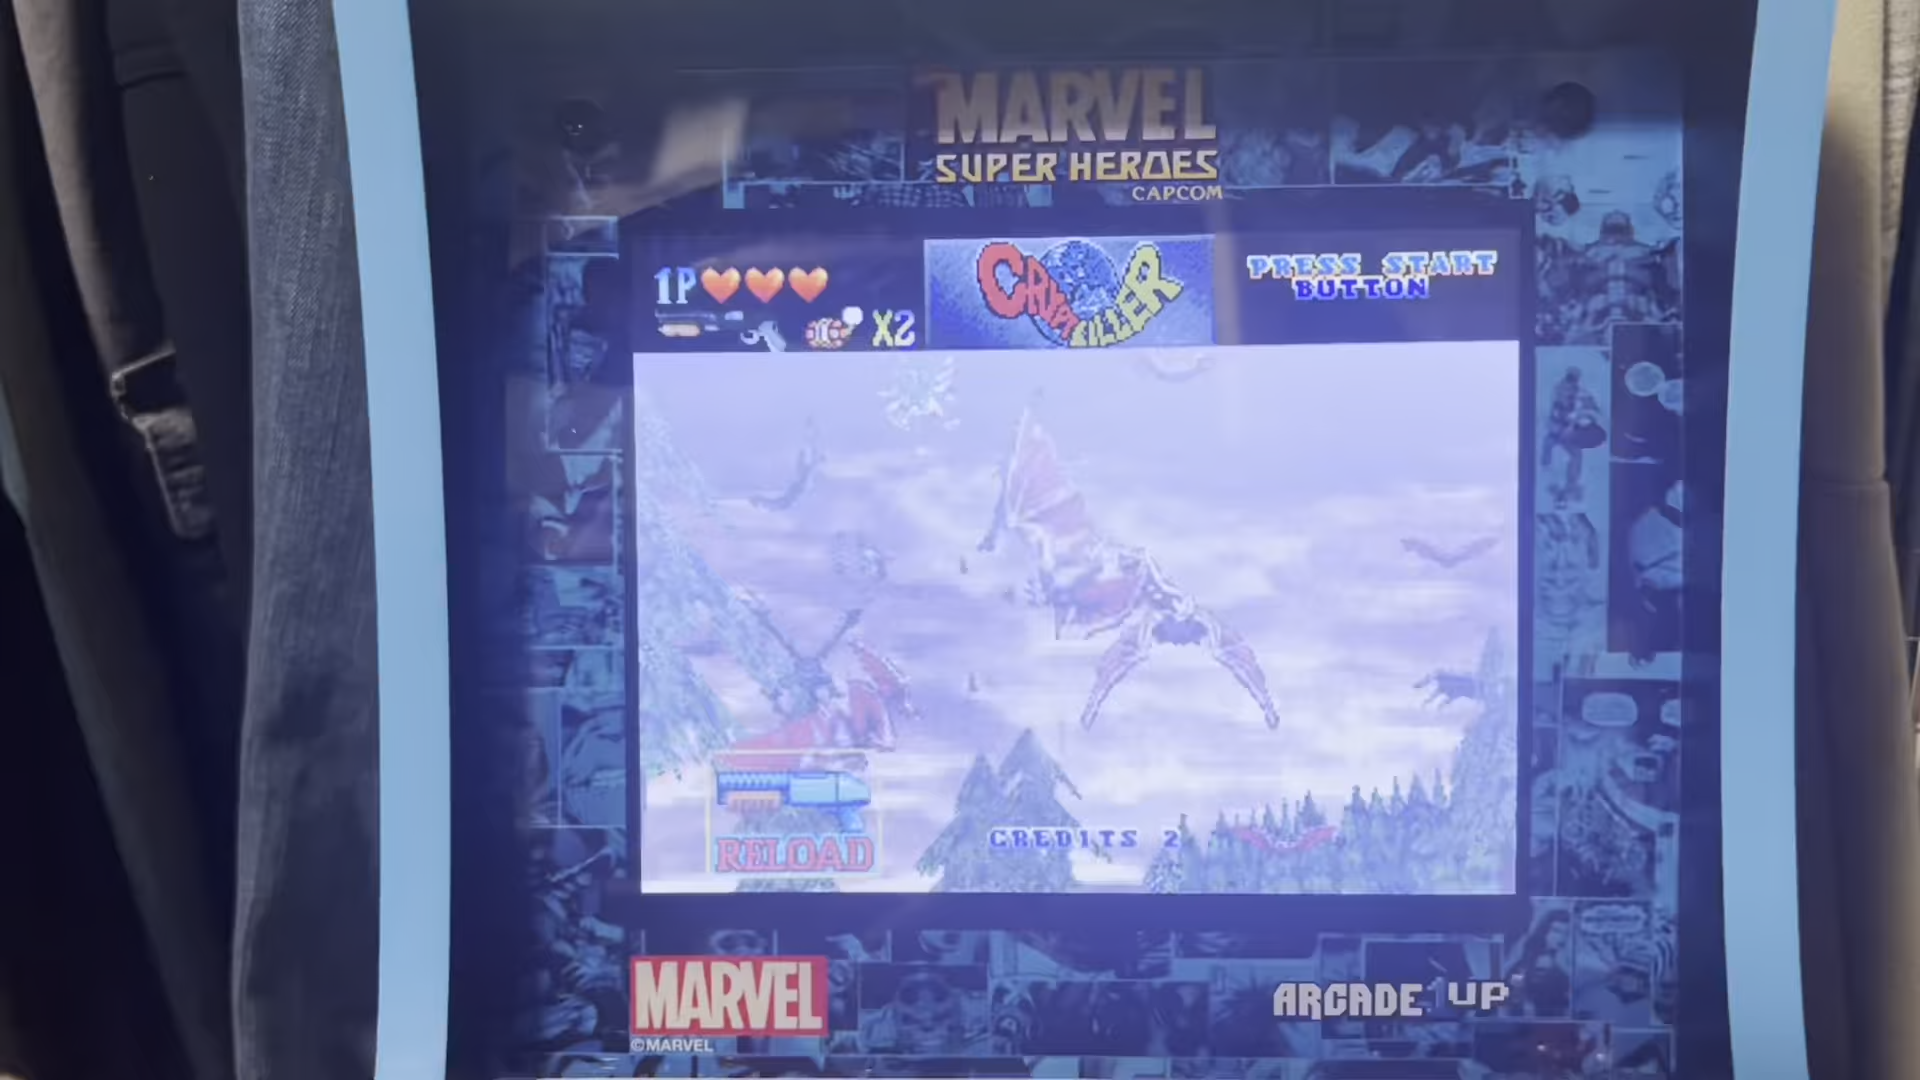 MARVEL
SUPER HEROES
CAPCOM
1P
X2
CRYPT KILLER
PRESS START
BUTTON
RELOAD
CREDITS 2
MARVEL
©MARVEL
ARCADE1UP